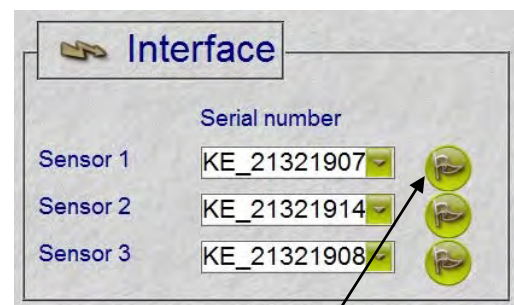 Interface
Serial number
Sensor 1 KE_21321907
Sensor 2 KE_21321914
Sensor 3 KE_21321908